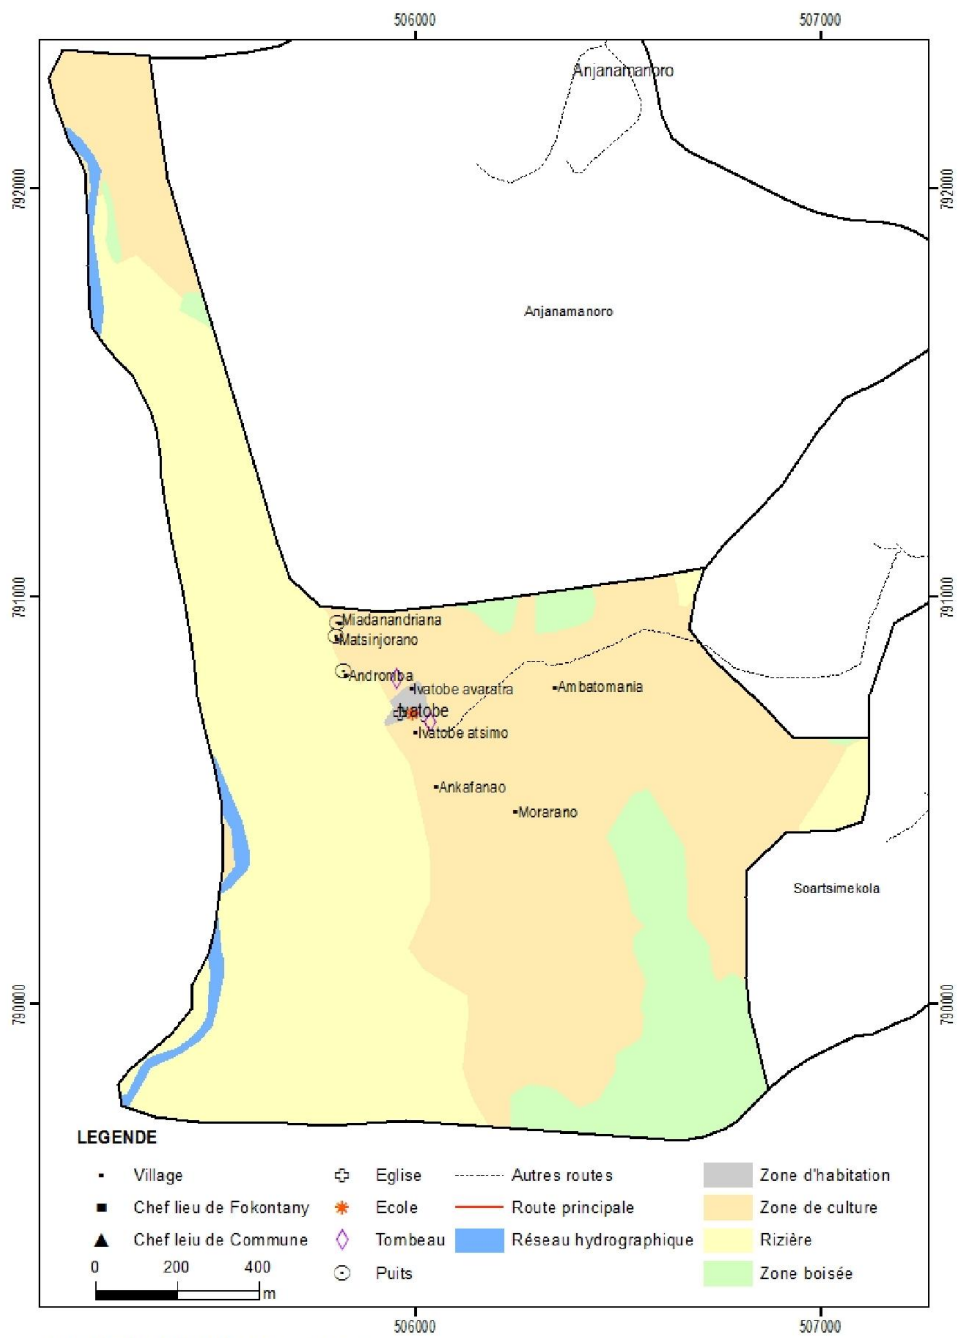 506000
507000
Anjanamanoro
792000
792000
Anjanamanoro
791000
791000
Miadanandriana
Matsinjorano
Andromba
Ivatobe avaratra
Ambatomania
Ivatobe
Ivatobe atsimo
Ankafanao
Morarano
Soartsimekola
790000
790000
LEGENDE
Village
Eglise
Autres routes
Zone d'habitation
Chef lieu de Fokontany
Ecole
Route principale
Zone de culture
Chef leiu de Commune
Tombeau
Réseau hydrographique
Rizière
0 200 400
m
Puits
Zone boisée
506000
507000